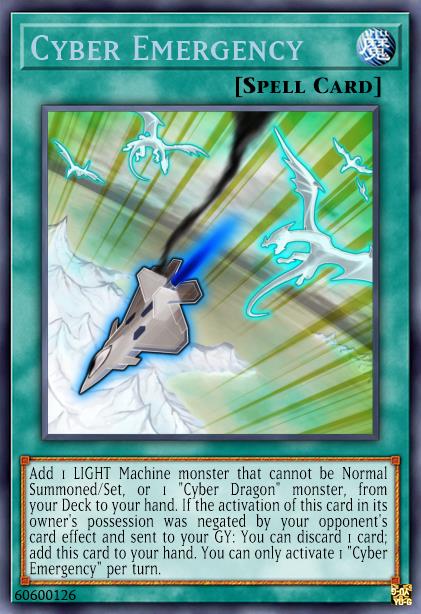 Cyber Emergency
魔
[Spell Card]
Add 1 LIGHT Machine monster that cannot be Normal
Summoned/Set, or 1 "Cyber Dragon" monster, from
your Deck to your hand. If the activation of this card in its
owner's possession was negated by your opponent's
card effect and sent to your GY: You can discard 1 card;
add this card to your hand. You can only activate 1 "Cyber
Emergency" per turn.
60600126